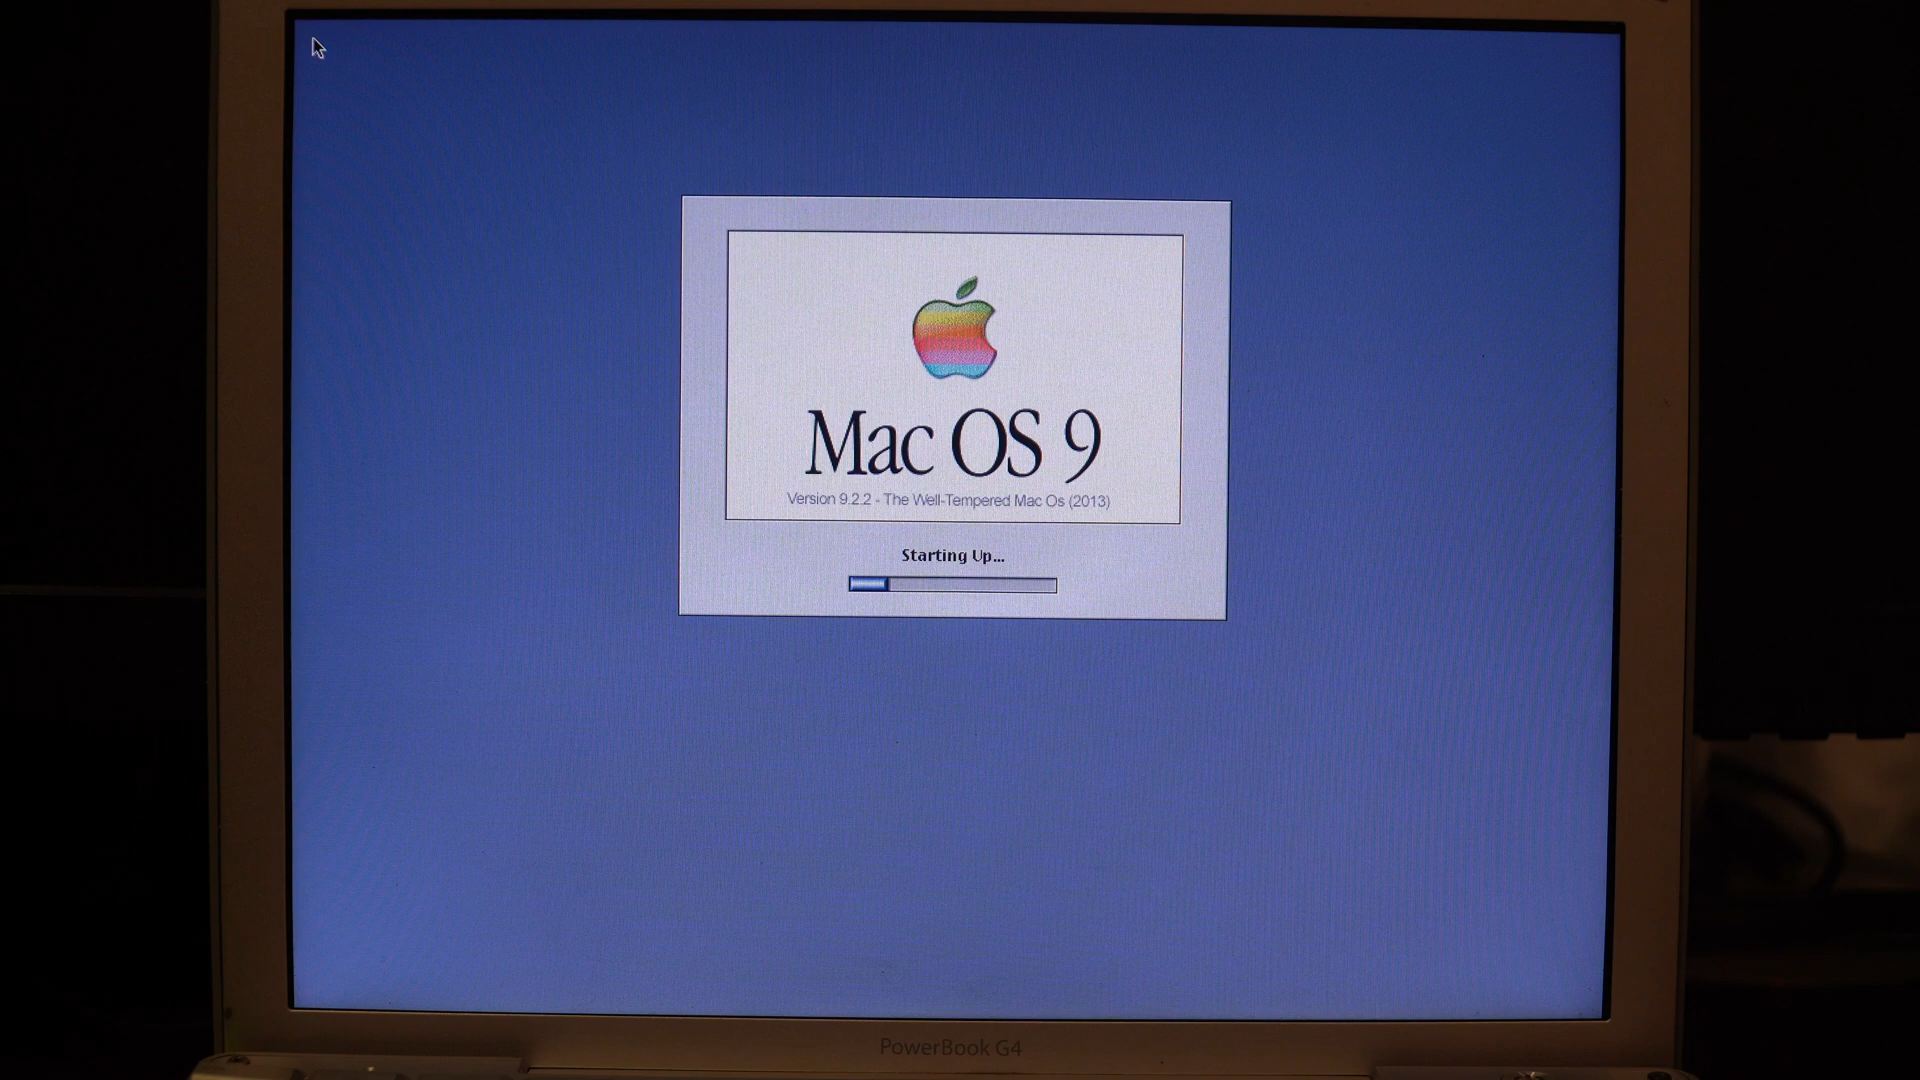 Mac OS 9
Version 9.2.2 - The Well-Tempered Mac Os (2013)
Starting Up...
PowerBook G4